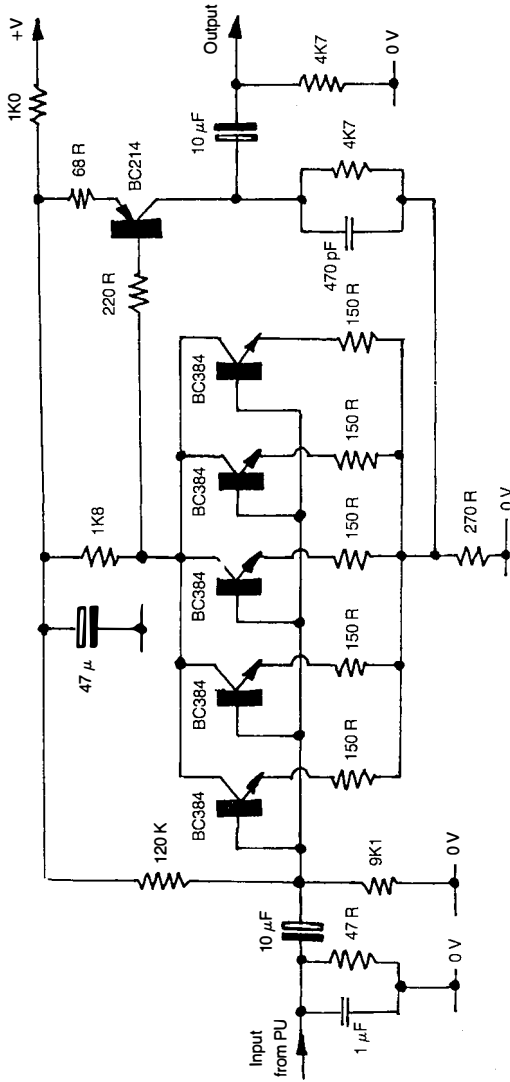 +V
1K0
Output
68 R
BC214
10 μF
4K7
0 V
220 R
4K7
470 pF
1K8
47 μ
BC384
BC384
BC384
BC384
BC384
150 R
150 R
150 R
150 R
150 R
270 R
0 V
120 K
10 μF
9K1
0 V
47 R
0 V
1 μF
Input
from PU